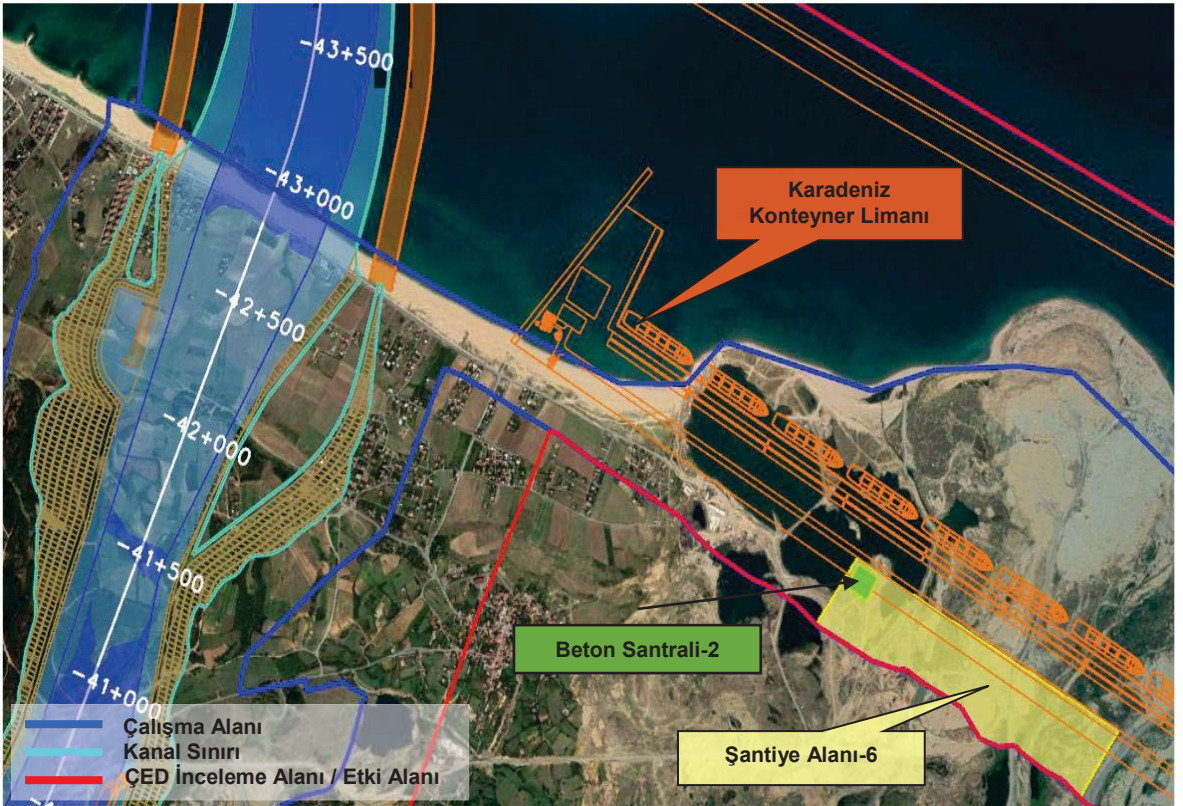 -43+500
-43+000
Karadeniz
Konteyner Limanı
-42+500
-42+000
-41+500
Beton Santrali-2
-41+000
Şantiye Alanı-6
Çalışma Alanı
Kanal Sınırı
ÇED İnceleme Alanı / Etki Alanı